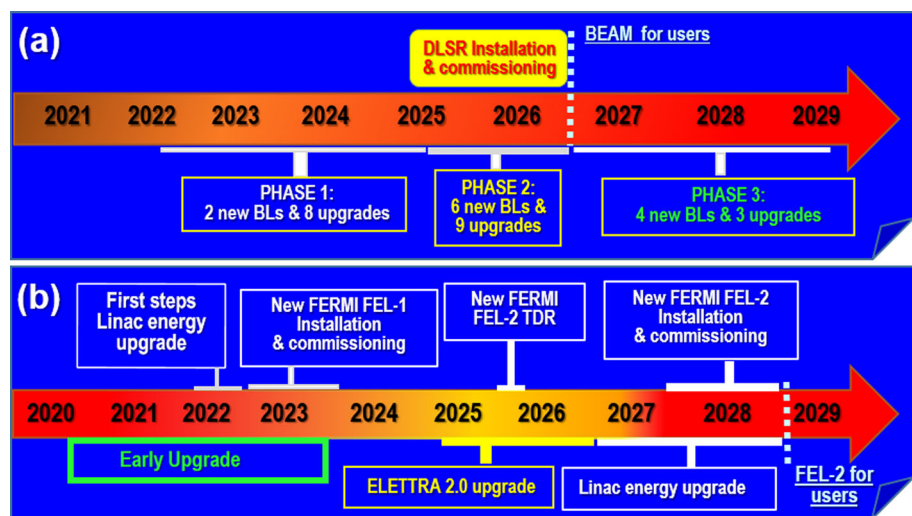 (a)
DLSR Installation
& commissioning
BEAM for users
2021 2022 2023 2024 2025 2026 2027 2028 2029
PHASE 1:
2 new BLs & 8 upgrades
PHASE 2:
6 new BLs &
9 upgrades
PHASE 3:
4 new BLs & 3 upgrades
(b)
First steps
Linac energy
upgrade
New FERMI FEL-1
Installation
& commissioning
New FERMI
FEL-2 TDR
New FERMI FEL-2
Installation
& commissioning
2020 2021 2022 2023 2024 2025 2026 2027 2028 2029
Early Upgrade
ELETTRA 2.0 upgrade
Linac energy upgrade
FEL-2 for
users